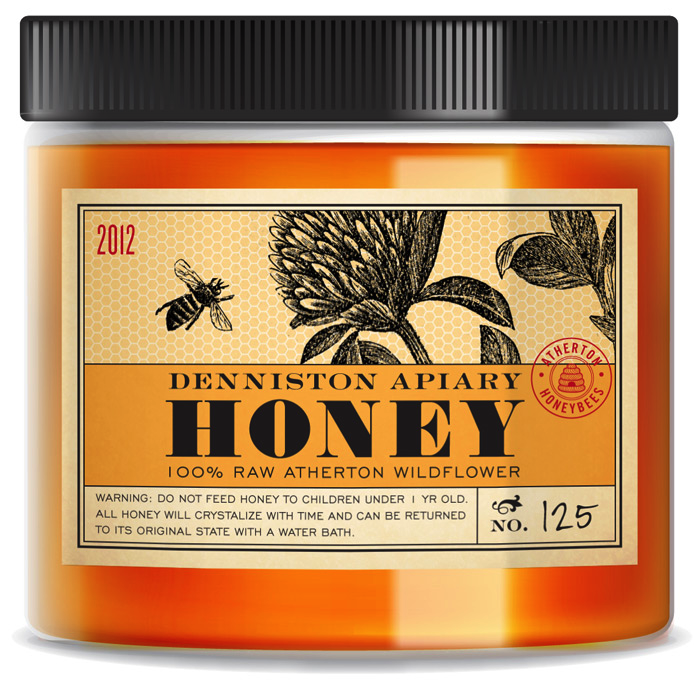 2012
DENNISTON APIARY
HONEY
100% RAW ATHERTON WILDFLOWER
ATHERTON
HONEYBEES
WARNING: DO NOT FEED HONEY TO CHILDREN UNDER 1 YR OLD.
ALL HONEY WILL CRYSTALIZE WITH TIME AND CAN BE RETURNED
TO ITS ORIGINAL STATE WITH A WATER BATH.
NO. 125